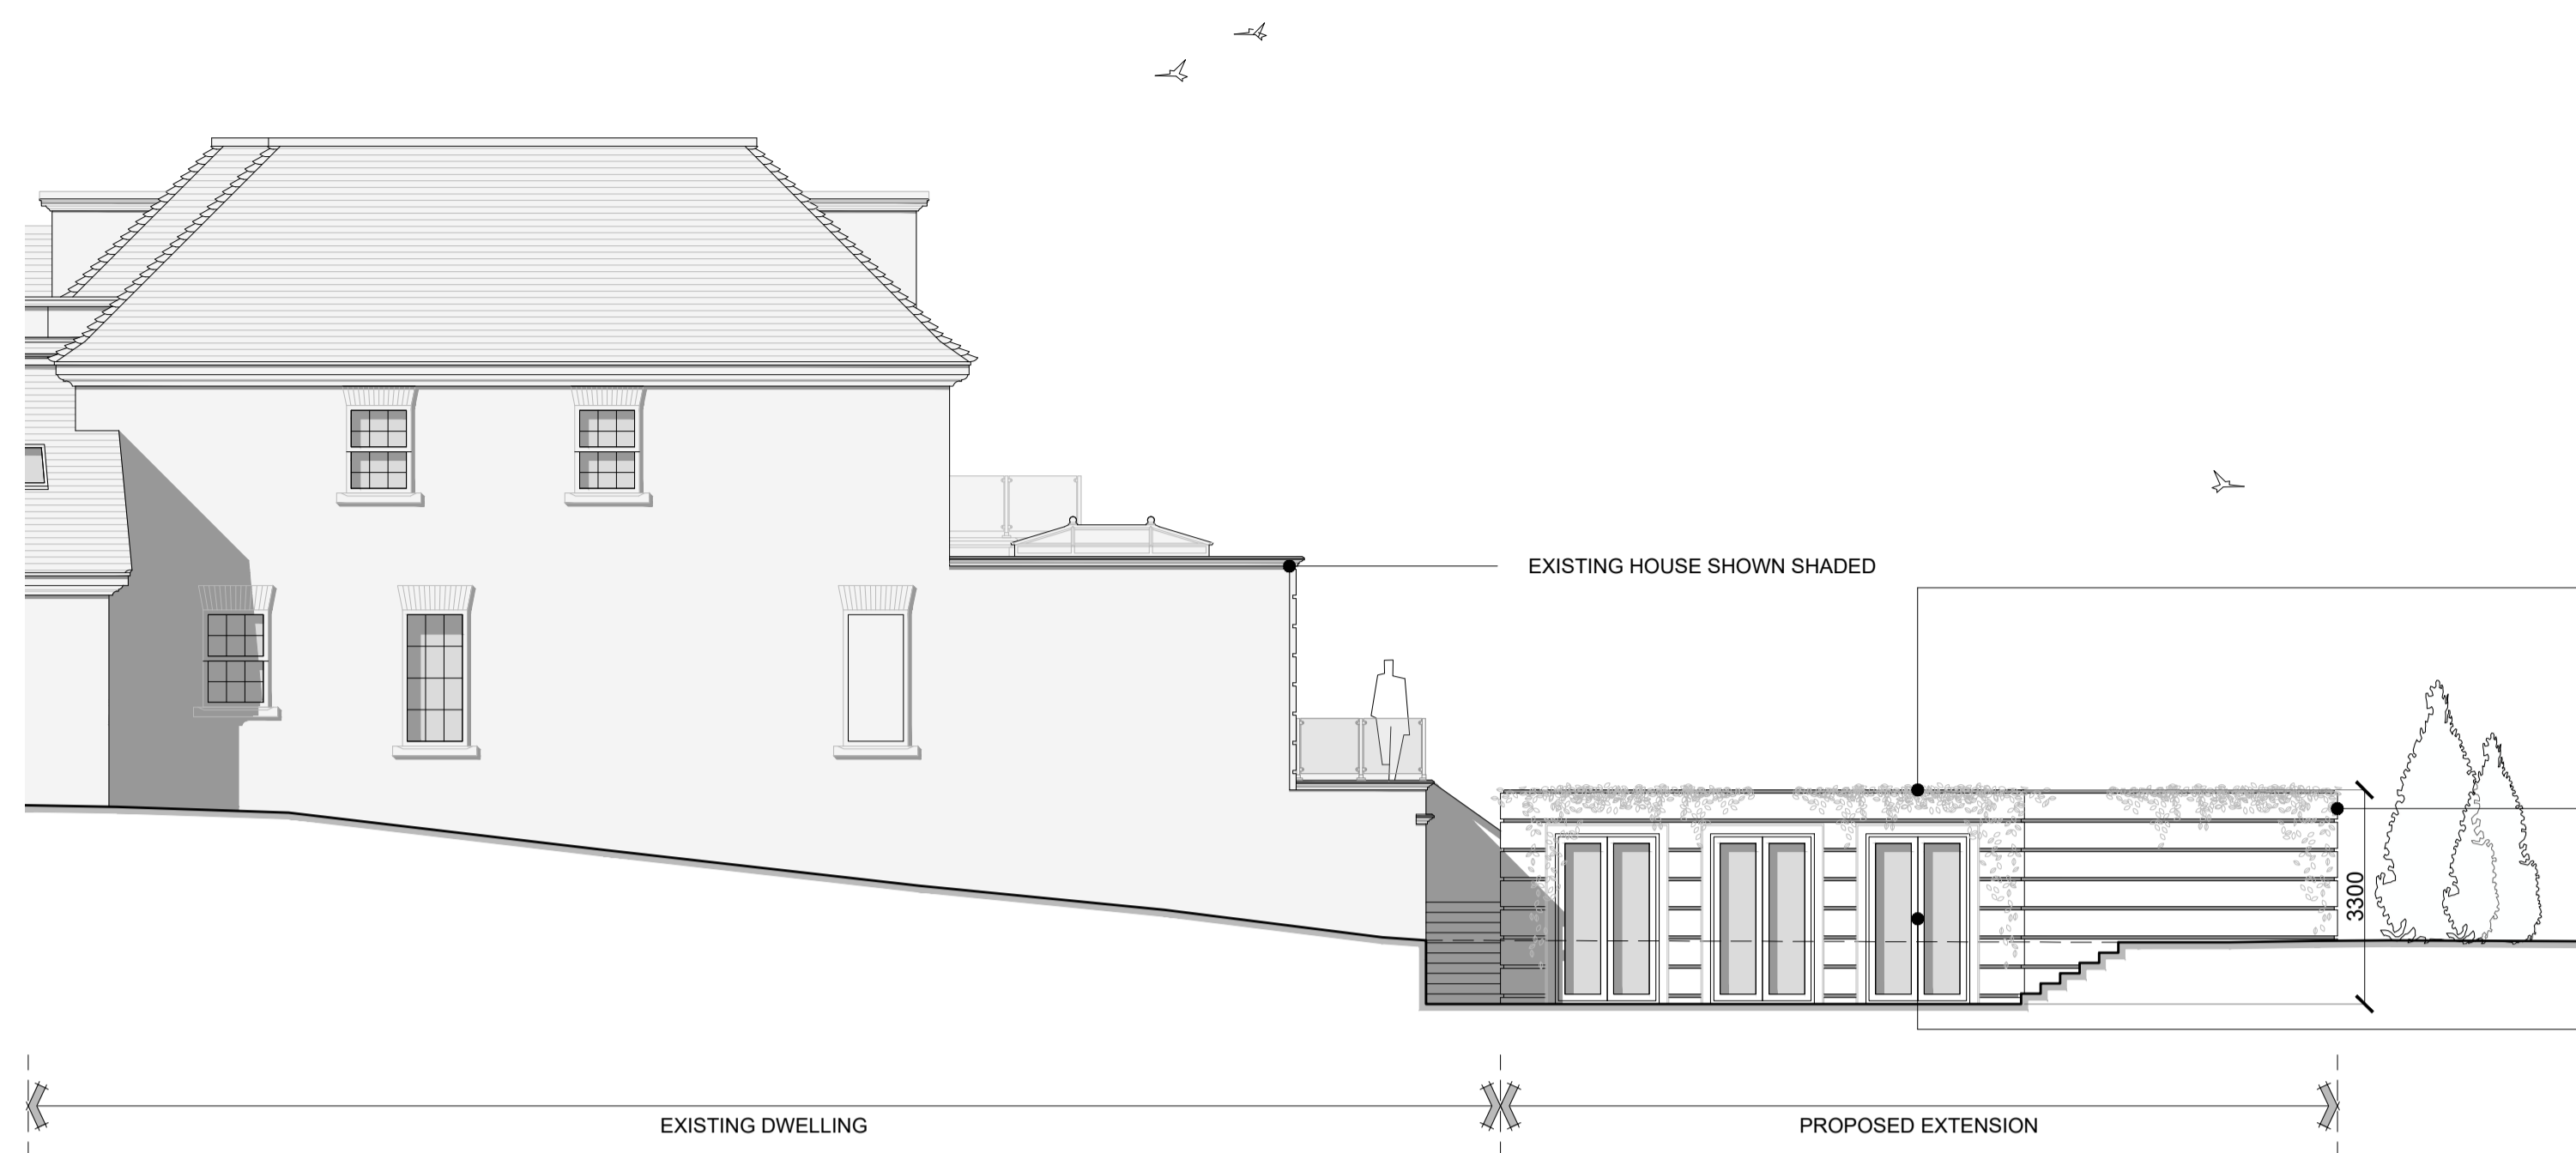 EXISTING HOUSE SHOWN SHADED
3300
EXISTING DWELLING
PROPOSED EXTENSION